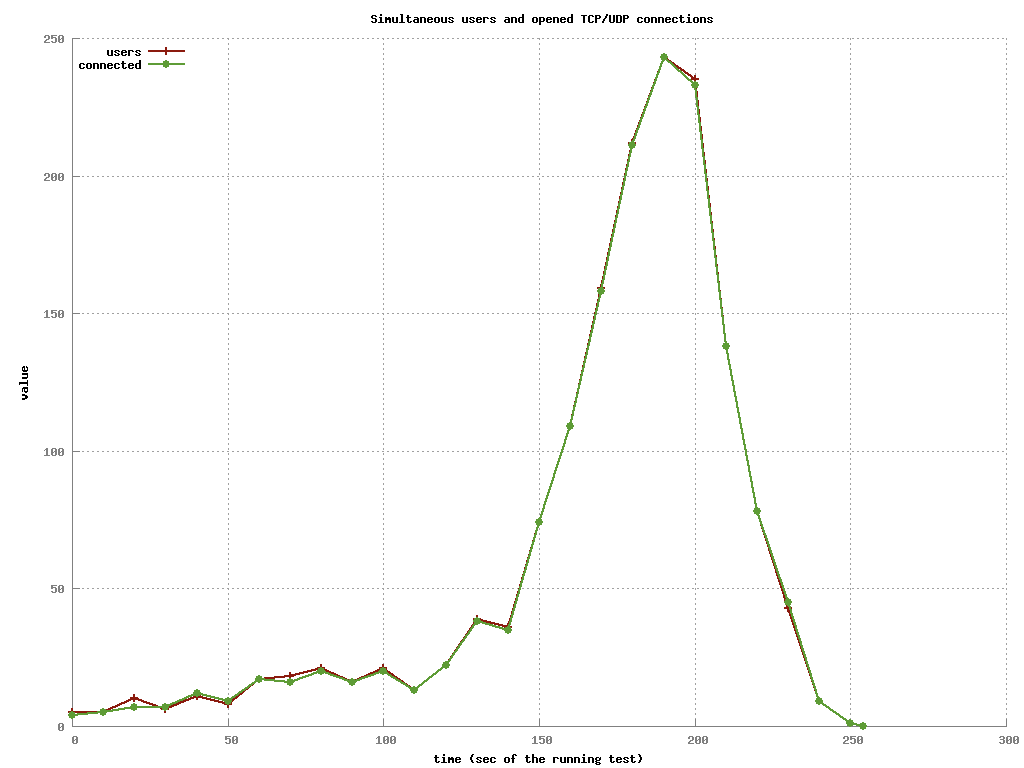 Simultaneous users and opened TCP/UDP connections
250
users
connected
200
150
value
100
50
0
0 50 100 150 200 250 300
time (sec of the running test)